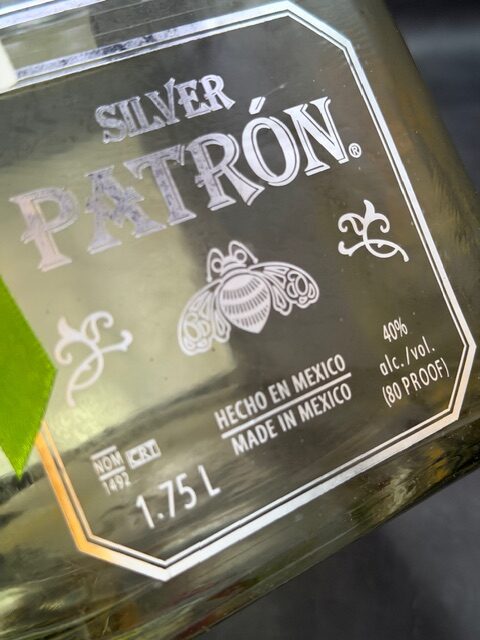 SILVER
PATRÓN®
HECHO EN MEXICO
MADE IN MEXICO
40%
alc./vol.
(80 PROOF)
NOM CRT
1492
1.75 L